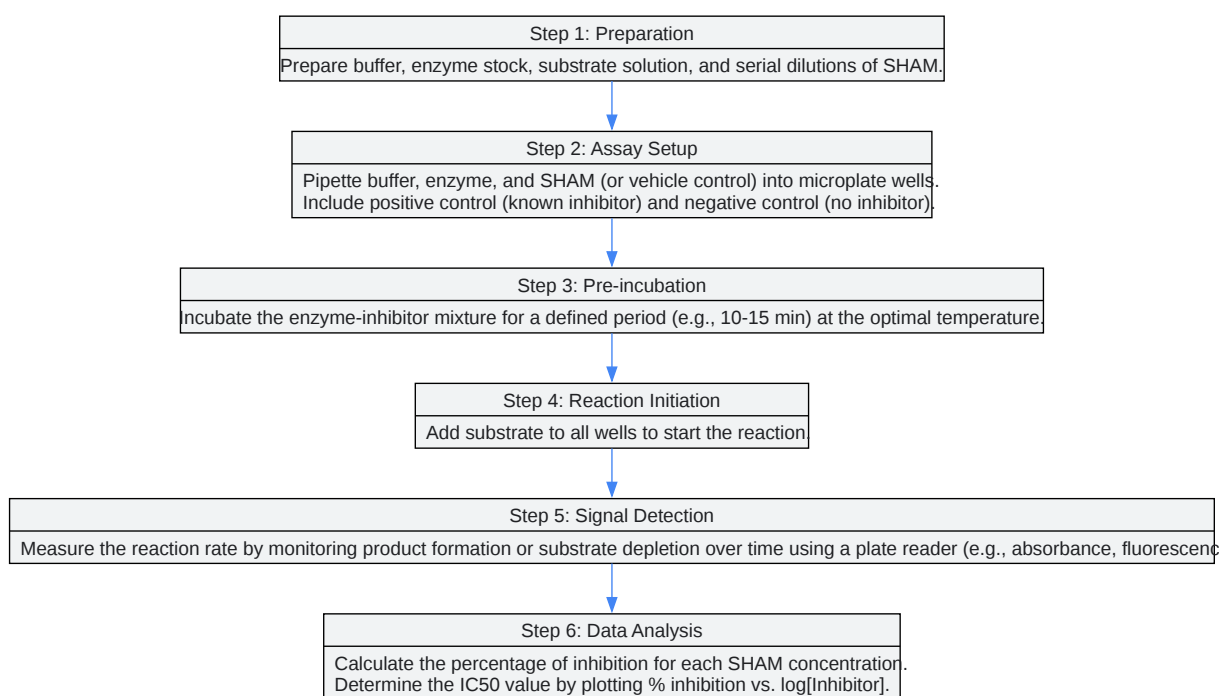 Step 1: Preparation
Prepare buffer, enzyme stock, substrate solution, and serial dilutions of SHAM.
Step 2: Assay Setup
Pipette buffer, enzyme, and SHAM (or vehicle control) into microplate wells.
Include positive control (known inhibitor) and negative control (no inhibitor).
Step 3: Pre-incubation
Incubate the enzyme-inhibitor mixture for a defined period (e.g., 10-15 min) at the optimal temperature.
Step 4: Reaction Initiation
Add substrate to all wells to start the reaction.
Step 5: Signal Detection
Measure the reaction rate by monitoring product formation or substrate depletion over time using a plate reader (e.g., absorbance, fluorescenc
Step 6: Data Analysis
Calculate the percentage of inhibition for each SHAM concentration.
Determine the IC50 value by plotting % inhibition vs. log[Inhibitor].